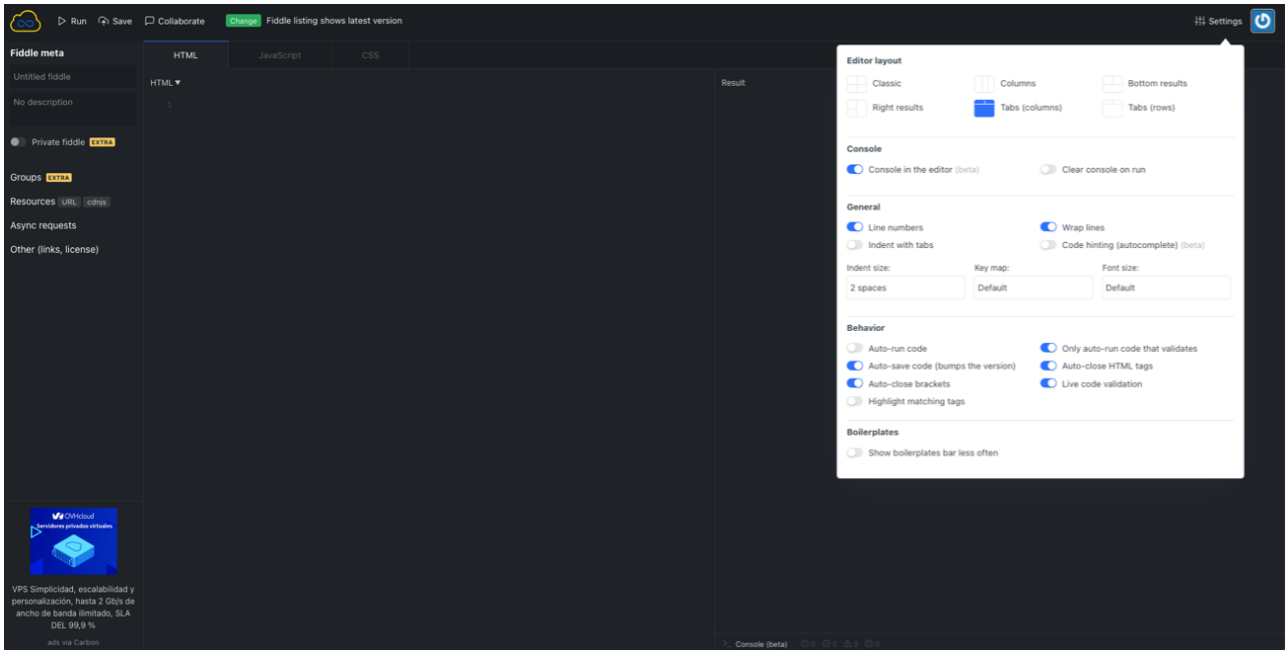 Run Save Collaborate Change Fiddle listing shows latest version Settings
Fiddle meta
Untitled fiddle
No description
Private fiddle EXTRA
Groups EXTRA
Resources URL cdnjs
Async requests
Other (links, license)
OVHcloud
Servidores privados virtuales
VPS Simplicidad, escalabilidad y
personalización, hasta 2 Gb/s de
ancho de banda ilimitado, SLA
DEL 99,9 %
ads via Carbon
HTML JavaScript CSS
HTML ▼
1
Result
Editor layout
Classic Columns Bottom results
Right results Tabs (columns) Tabs (rows)
Console
Console in the editor (beta) Clear console on run
General
Line numbers Wrap lines
Indent with tabs Code hinting (autocomplete) (beta)
Indent size: Key map: Font size:
2 spaces Default Default
Behavior
Auto-run code Only auto-run code that validates
Auto-save code (bumps the version) Auto-close HTML tags
Auto-close brackets Live code validation
Highlight matching tags
Boilerplates
Show boilerplates bar less often
>_ Console (beta) 0 0 0 0